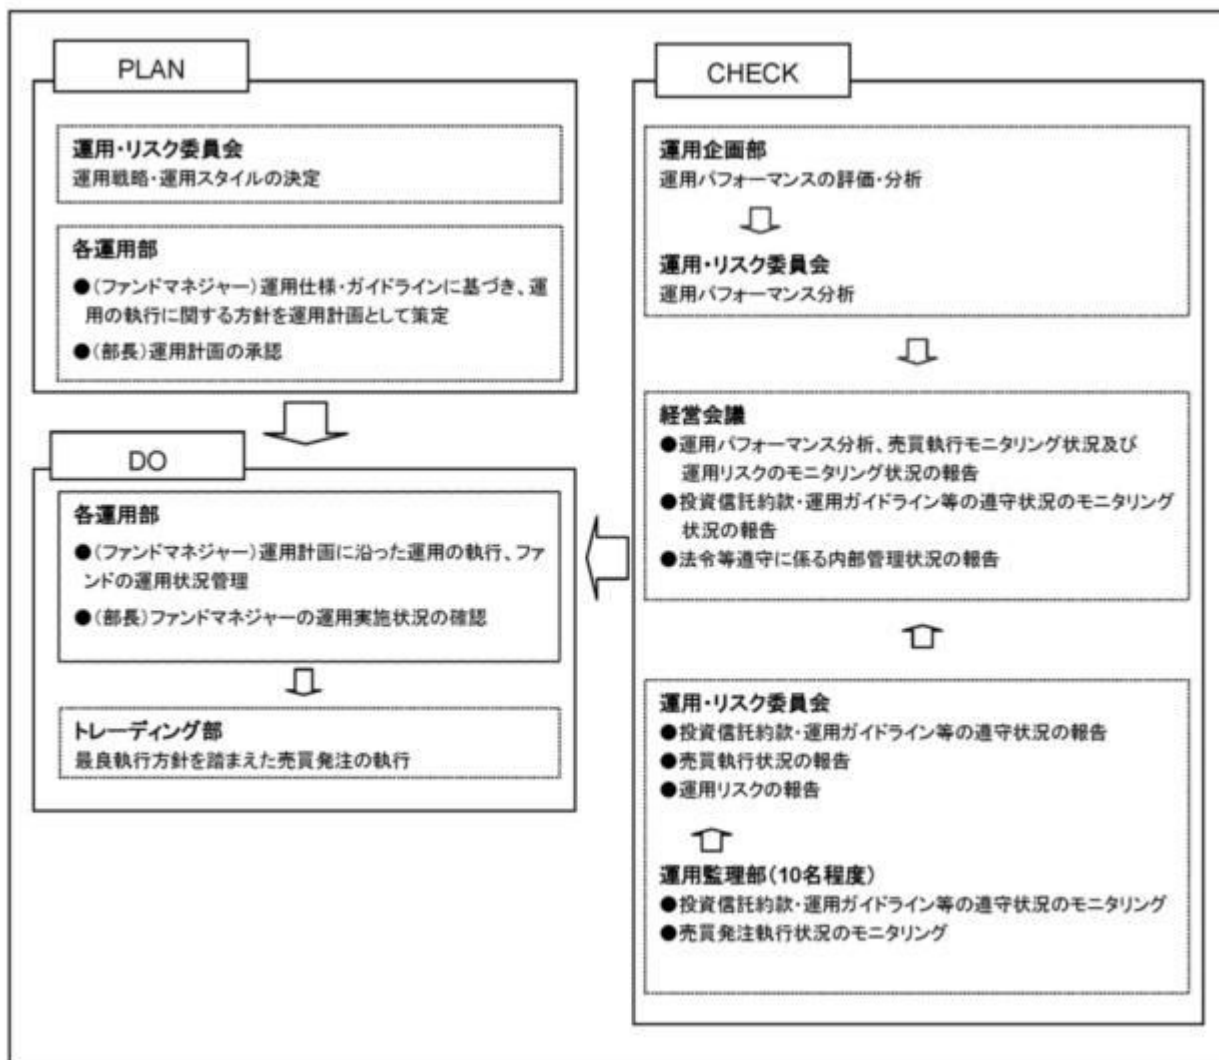 PLAN
運用・リスク委員会
運用戦略・運用スタイルの決定
各運用部
●(ファンドマネジャー)運用仕様・ガイドラインに基づき、運
用の執行に関する方針を運用計画として策定
●(部長)運用計画の承認
DO
各運用部
●(ファンドマネジャー)運用計画に沿った運用の執行、ファ
ンドの運用状況管理
●(部長)ファンドマネジャーの運用実施状況の確認
トレーディング部
最良執行方針を踏まえた売買発注の執行
CHECK
運用企画部
運用パフォーマンスの評価・分析
運用・リスク委員会
運用パフォーマンス分析
経営会議
●運用パフォーマンス分析、売買執行モニタリング状況及び
運用リスクのモニタリング状況の報告
●投資信託約款・運用ガイドライン等の遵守状況のモニタリング
状況の報告
●法令等遵守に係る内部管理状況の報告
運用・リスク委員会
●投資信託約款・運用ガイドライン等の遵守状況の報告
●売買執行状況の報告
●運用リスクの報告
運用監理部(10名程度)
●投資信託約款・運用ガイドライン等の遵守状況のモニタリング
●売買発注執行状況のモニタリング